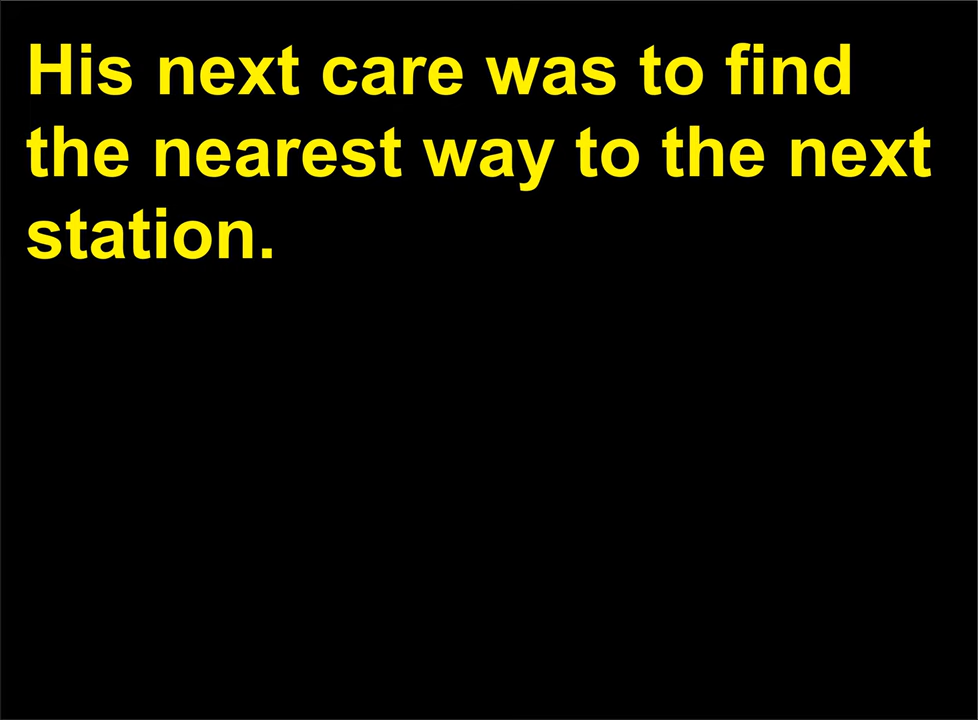 His next care was to find
the nearest way to the next
station.